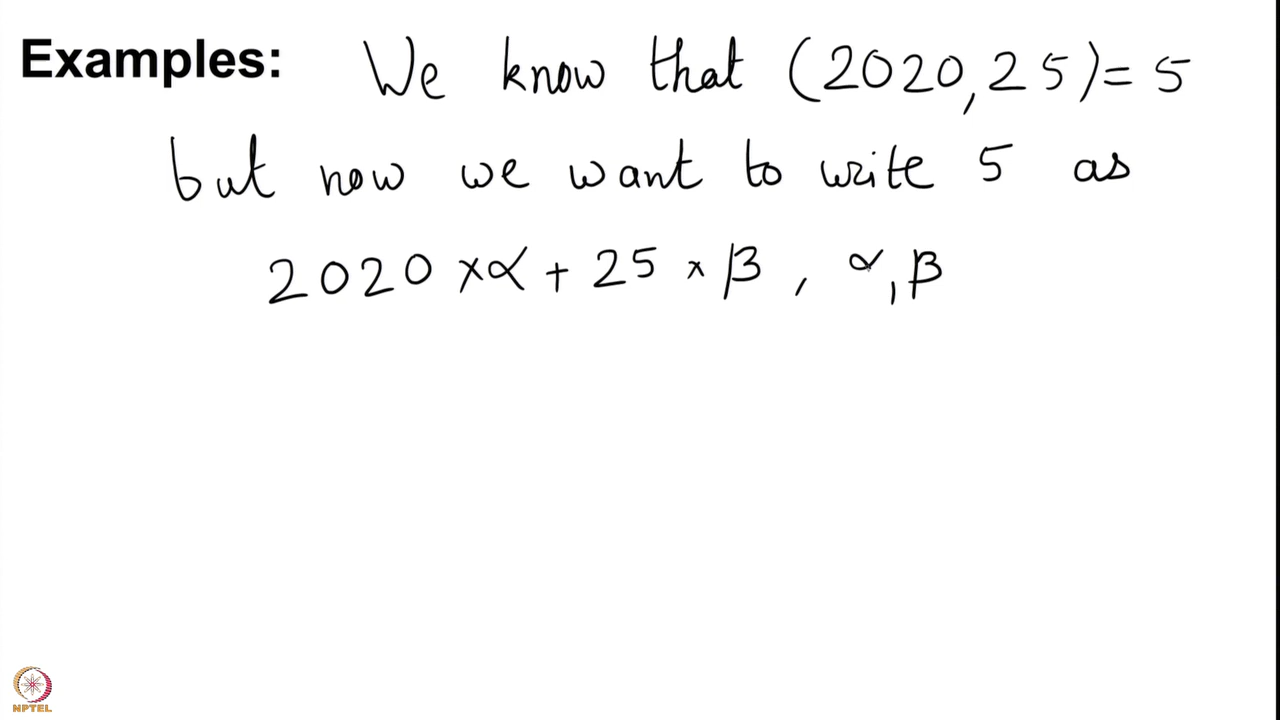 Examples: We know that (2020, 25) = 5
but now we want to write 5 as
2020 × α + 25 × β , α, β
NPTEL